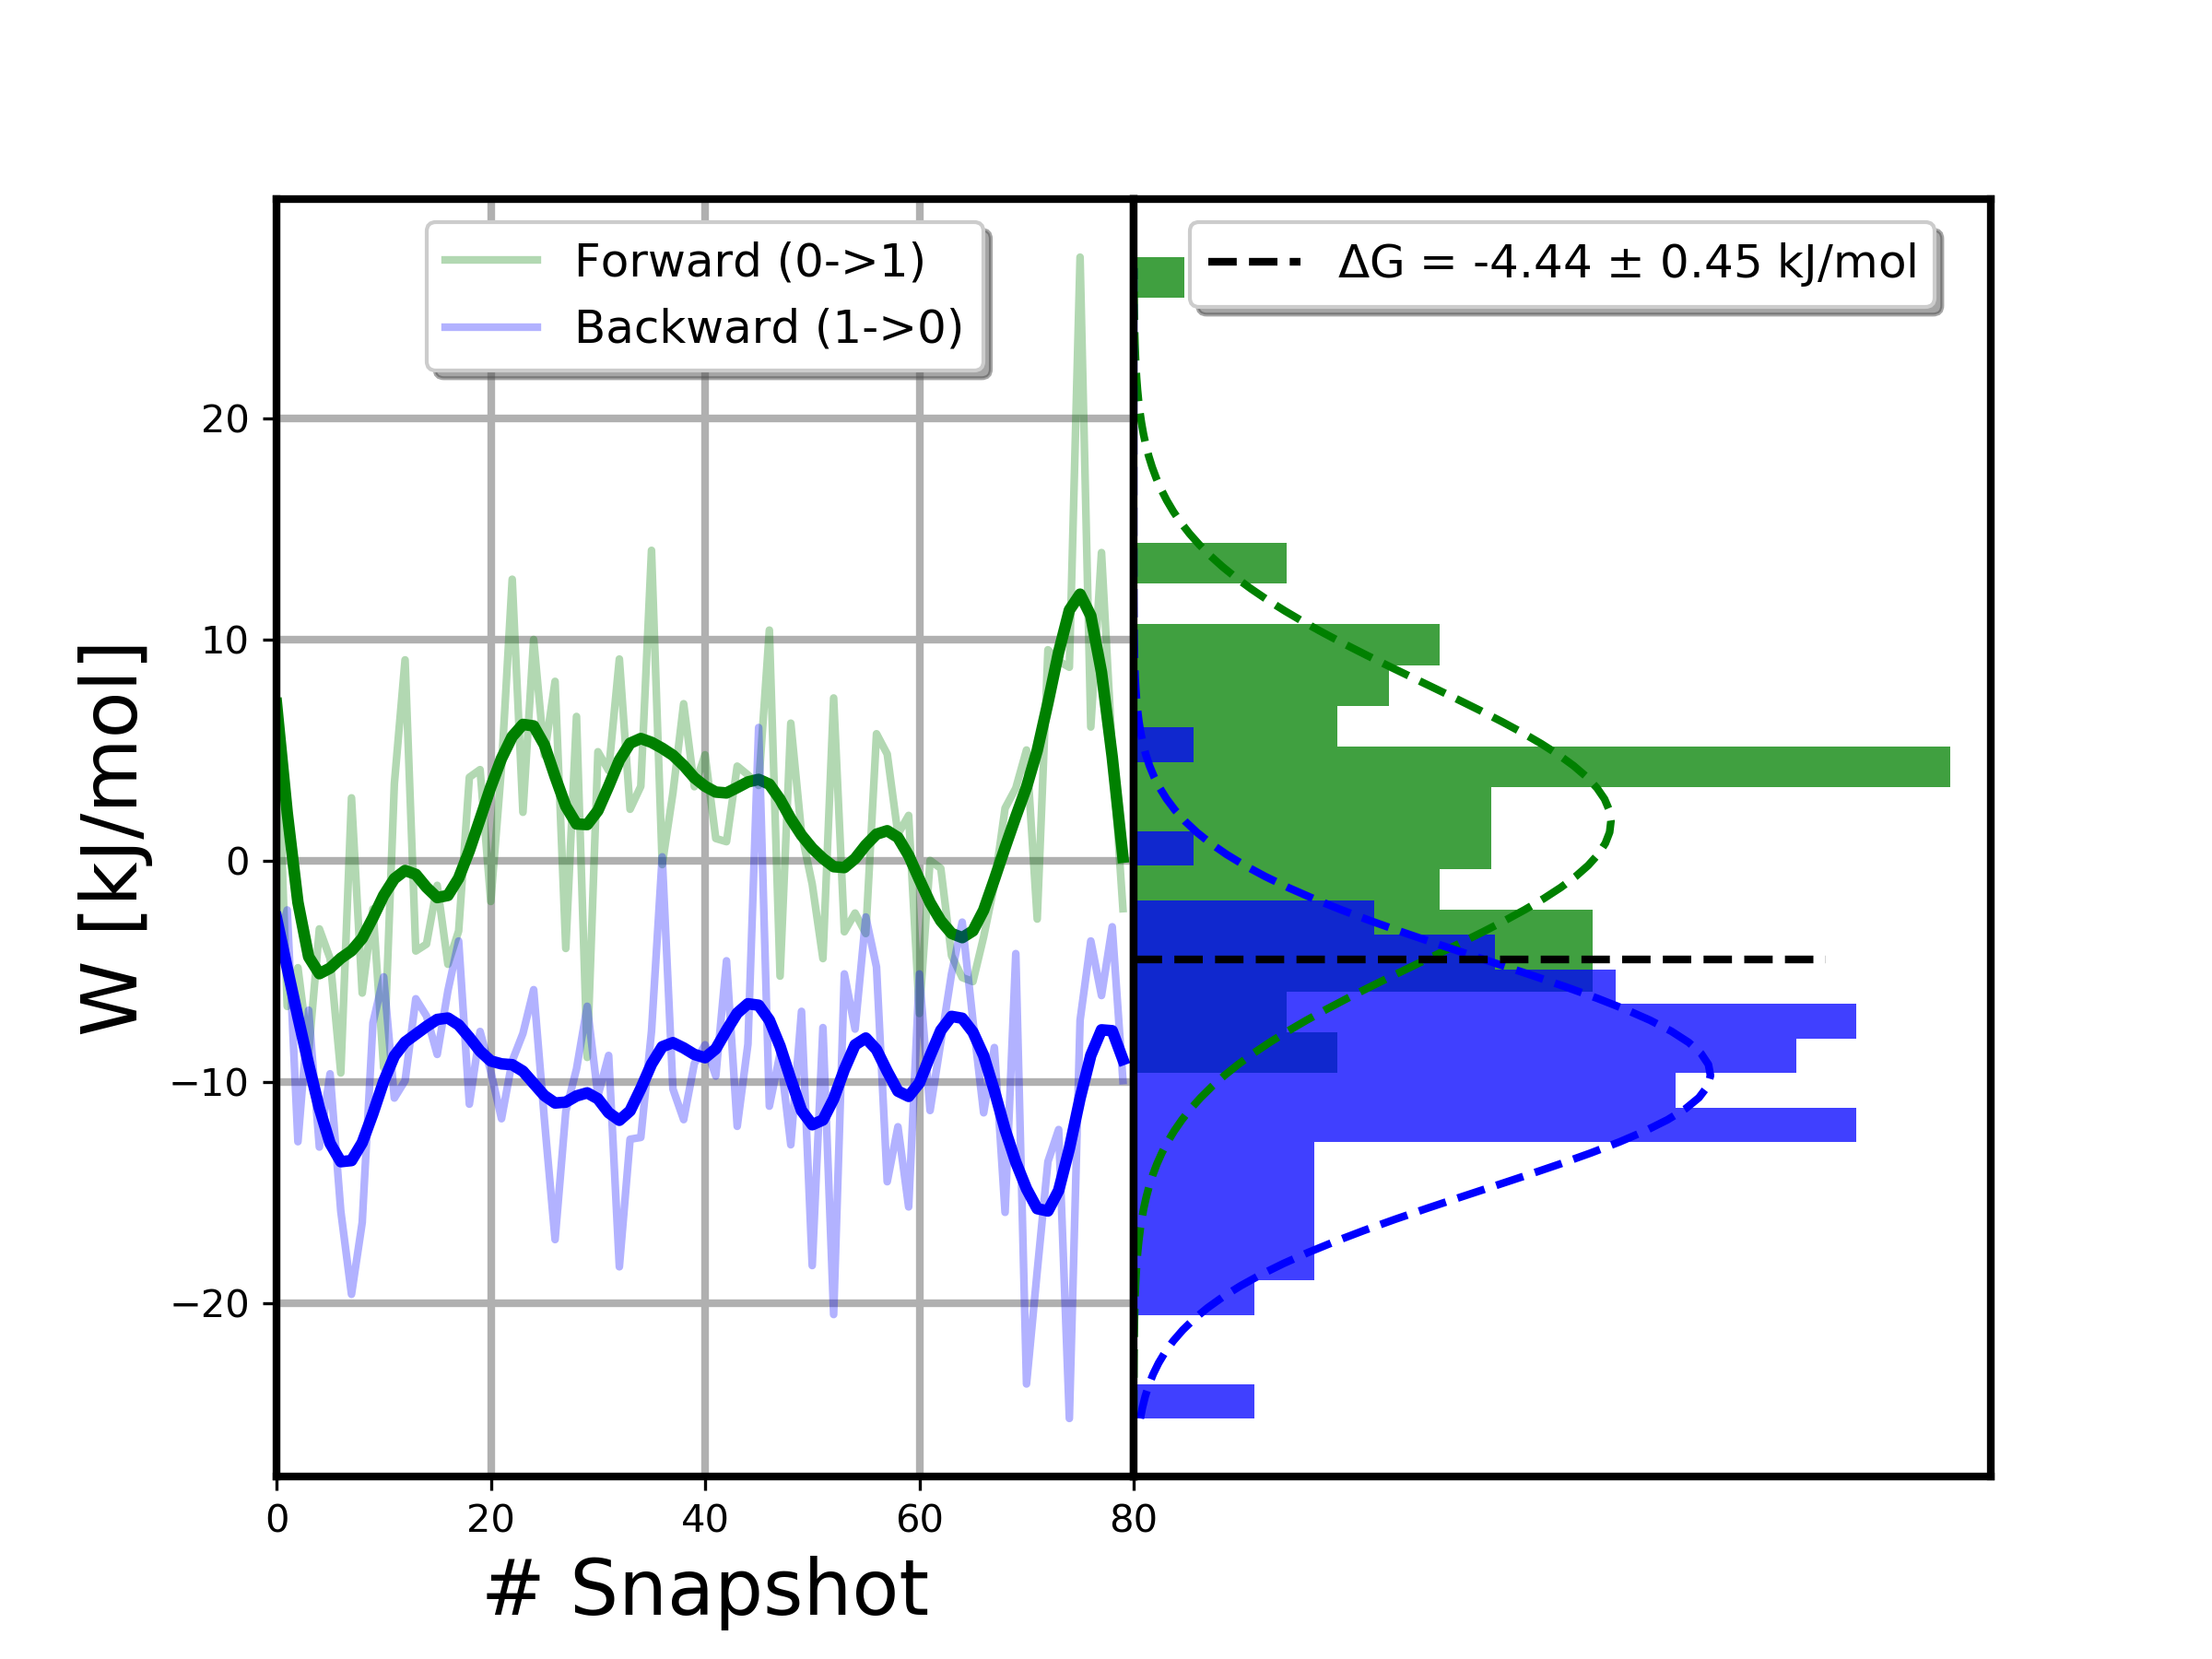 Forward (0->1)
Backward (1->0)
ΔG = -4.44 ± 0.45 kJ/mol
W [kJ/mol]
20
10
0
−10
−20
0 20 40 60 80
# Snapshot